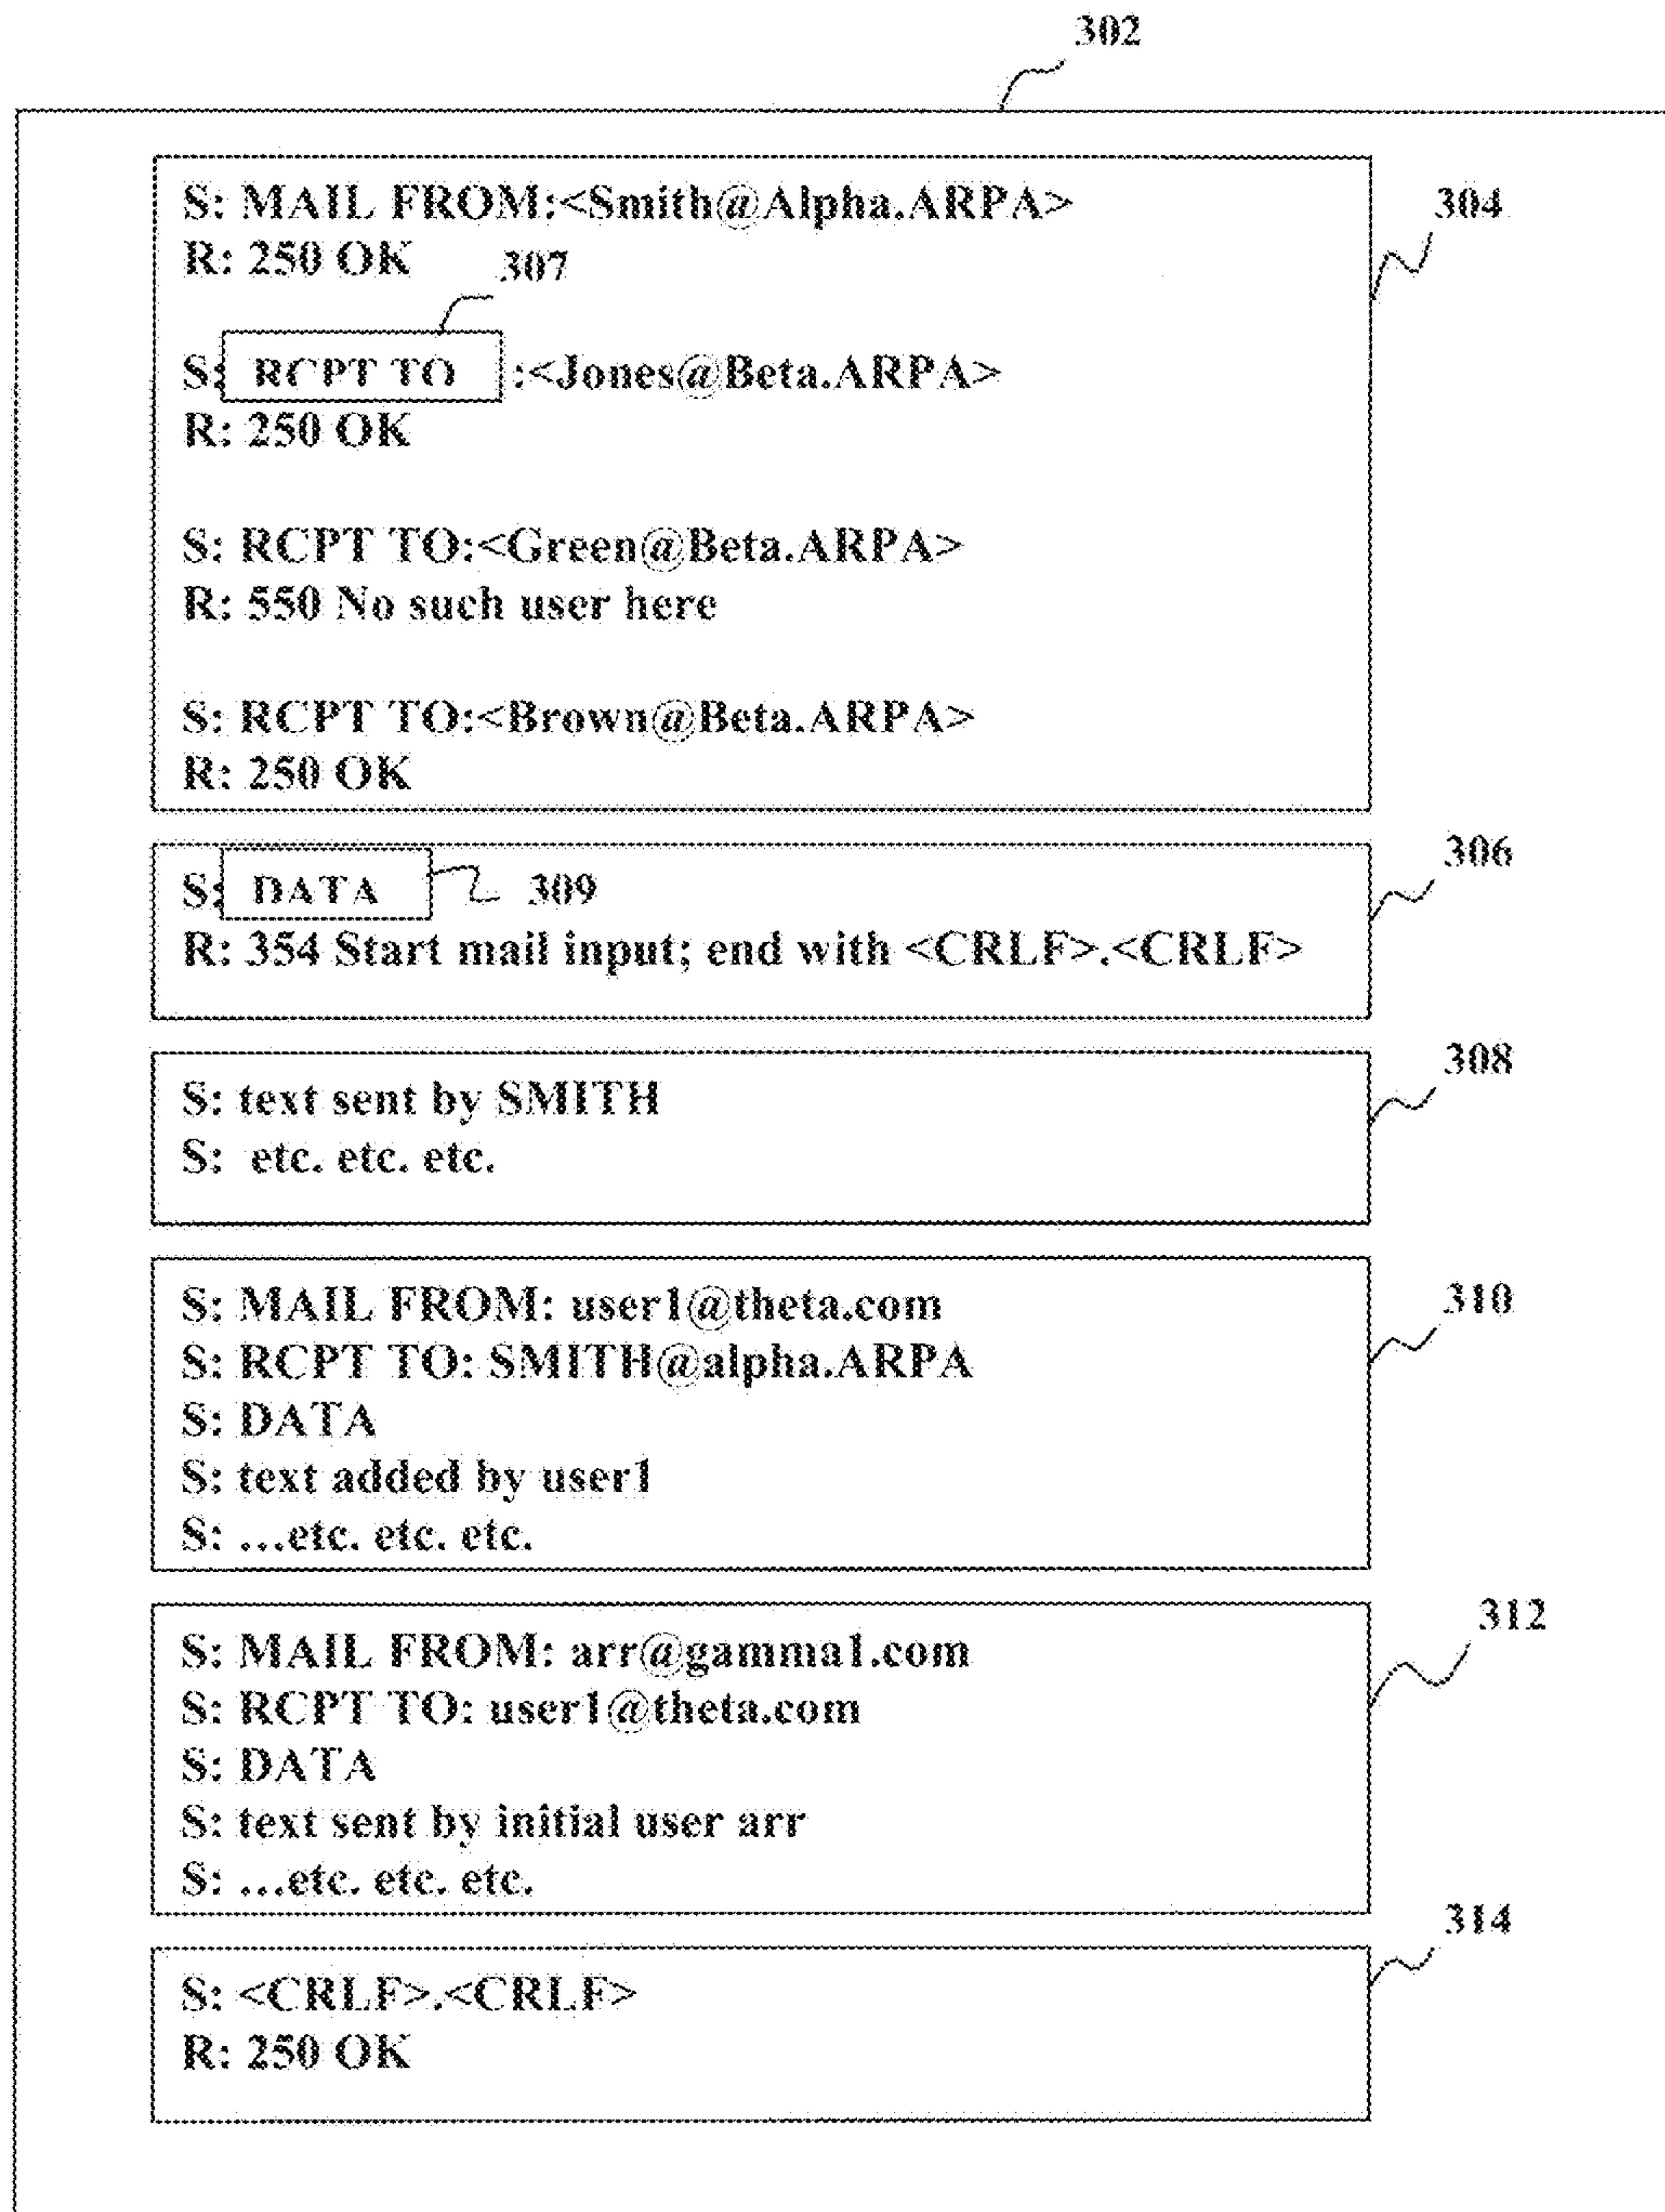 302
S: MAIL FROM:<Smith@Alpha.ARPA>
304
R: 250 OK
307
S: RCPT TO :<Jones@Beta.ARPA>
R: 250 OK
S: RCPT TO:<Green@Beta.ARPA>
R: 550 No such user here
S: RCPT TO:<Brown@Beta.ARPA>
R: 250 OK
306
S: DATA 309
R: 354 Start mail input; end with <CRLF>.<CRLF>
308
S: text sent by SMITH
S: etc. etc. etc.
310
S: MAIL FROM: user1@theta.com
S: RCPT TO: SMITH@alpha.ARPA
S: DATA
S: text added by user1
S: ...etc. etc. etc.
312
S: MAIL FROM: arr@gamma1.com
S: RCPT TO: user1@theta.com
S: DATA
S: text sent by initial user arr
S: ...etc. etc. etc.
314
S: <CRLF>.<CRLF>
R: 250 OK